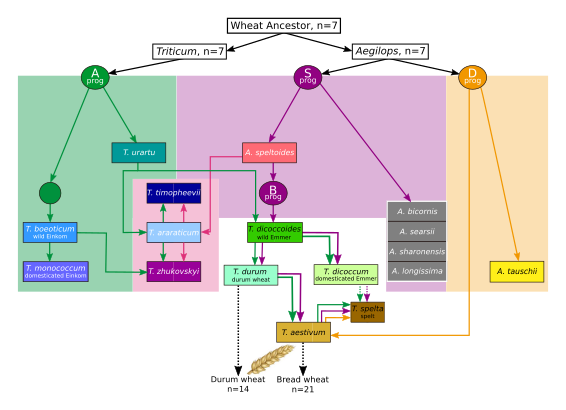 Wheat Ancestor, n=7
Triticum, n=7
Aegilops, n=7
A
prog
S
prog
D
prog
T. urartu
A. speltoides
B
prog
T. timopheevii
A. bicornis
T. boeoticum
wild Einkorn
T. araraticum
T. dicoccoides
wild Emmer
A. searsii
A. sharonensis
T. monococcum
domesticated Einkorn
T. zhukovskyi
T. durum
durum wheat
T. dicoccum
domesticated Emmer
A. longissima
A. tauschii
T. spelta
spelt
T. aestivum
Durum wheat
n=14
Bread wheat
n=21